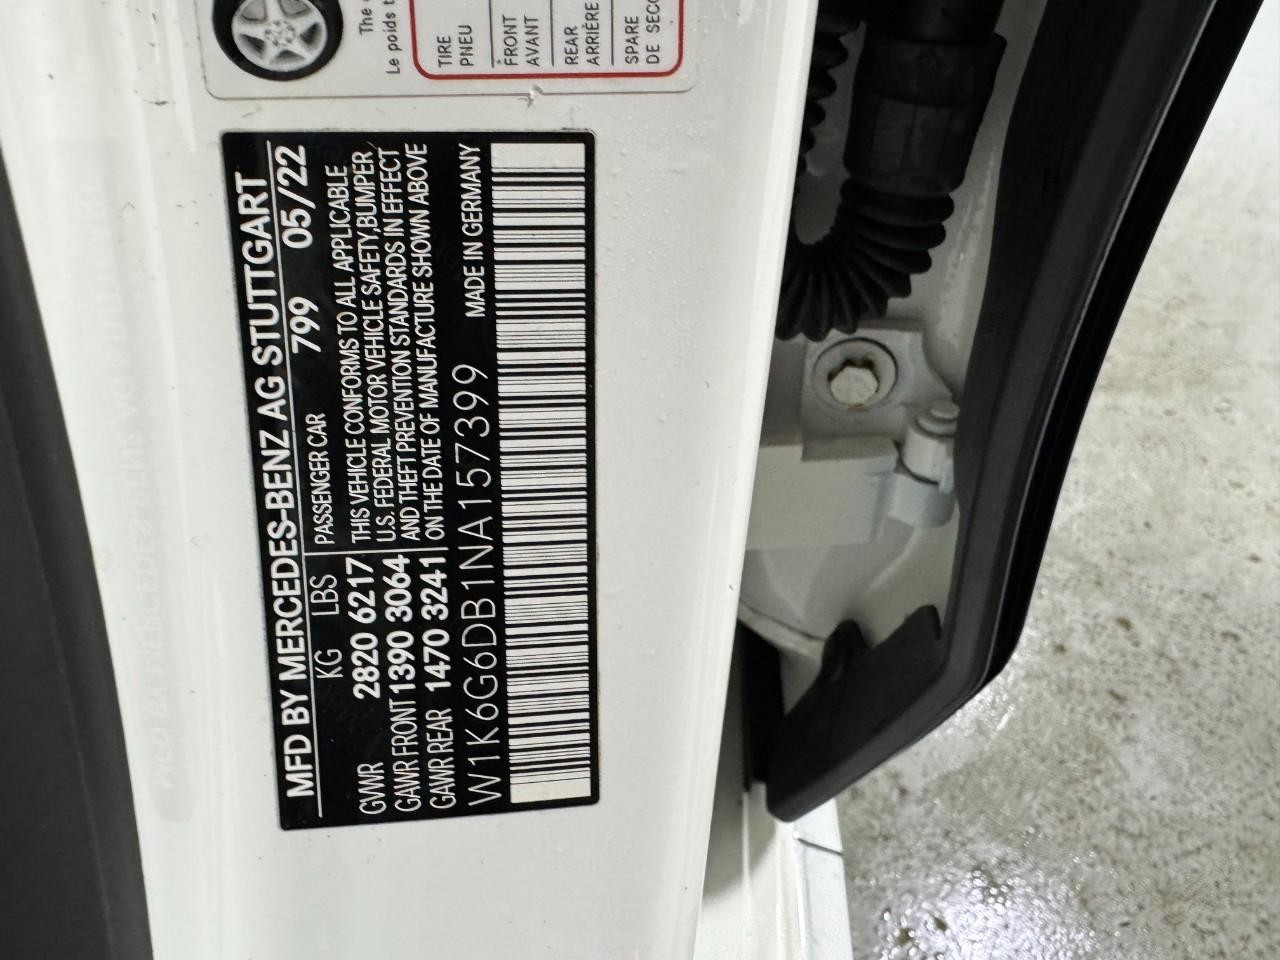 The
Le poids t
TIRE
PNEU
FRONT
AVANT
REAR
ARRIÈRE
SPARE
DE SECO
MFD BY MERCEDES-BENZ AG STUTTGART
KG LBS PASSENGER CAR 799 05/22
GVWR 2820 6217 THIS VEHICLE CONFORMS TO ALL APPLICABLE
U.S. FEDERAL MOTOR VEHICLE SAFETY,BUMPER,
GAWR FRONT 1390 3064 AND THEFT PREVENTION STANDARDS IN EFFECT
GAWR REAR 1470 3241 ON THE DATE OF MANUFACTURE SHOWN ABOVE
W1K6G6DB1NA157399 MADE IN GERMANY